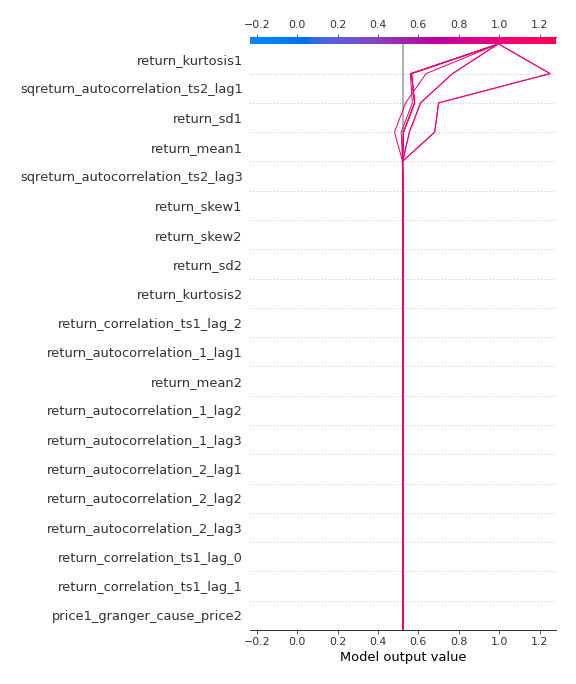 −0.2 0.0 0.2 0.4 0.6 0.8 1.0 1.2
return_kurtosis1
sqreturn_autocorrelation_ts2_lag1
return_sd1
return_mean1
sqreturn_autocorrelation_ts2_lag3
return_skew1
return_skew2
return_sd2
return_kurtosis2
return_correlation_ts1_lag_2
return_autocorrelation_1_lag1
return_mean2
return_autocorrelation_1_lag2
return_autocorrelation_1_lag3
return_autocorrelation_2_lag1
return_autocorrelation_2_lag2
return_autocorrelation_2_lag3
return_correlation_ts1_lag_0
return_correlation_ts1_lag_1
price1_granger_cause_price2
−0.2 0.0 0.2 0.4 0.6 0.8 1.0 1.2
Model output value